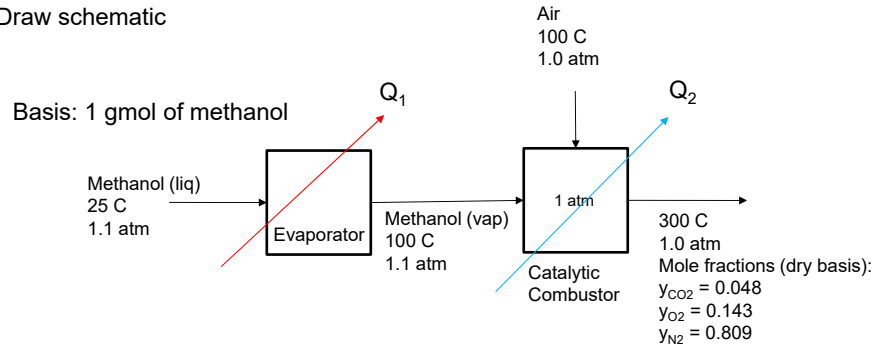 Draw schematic
Air
100 C
1.0 atm
Q1
Q2
Basis: 1 gmol of methanol
Methanol (liq)
25 C
1.1 atm
Evaporator
Methanol (vap)
100 C
1.1 atm
1 atm
Catalytic
Combustor
300 C
1.0 atm
Mole fractions (dry basis):
yCO2 = 0.048
yO2 = 0.143
yN2 = 0.809